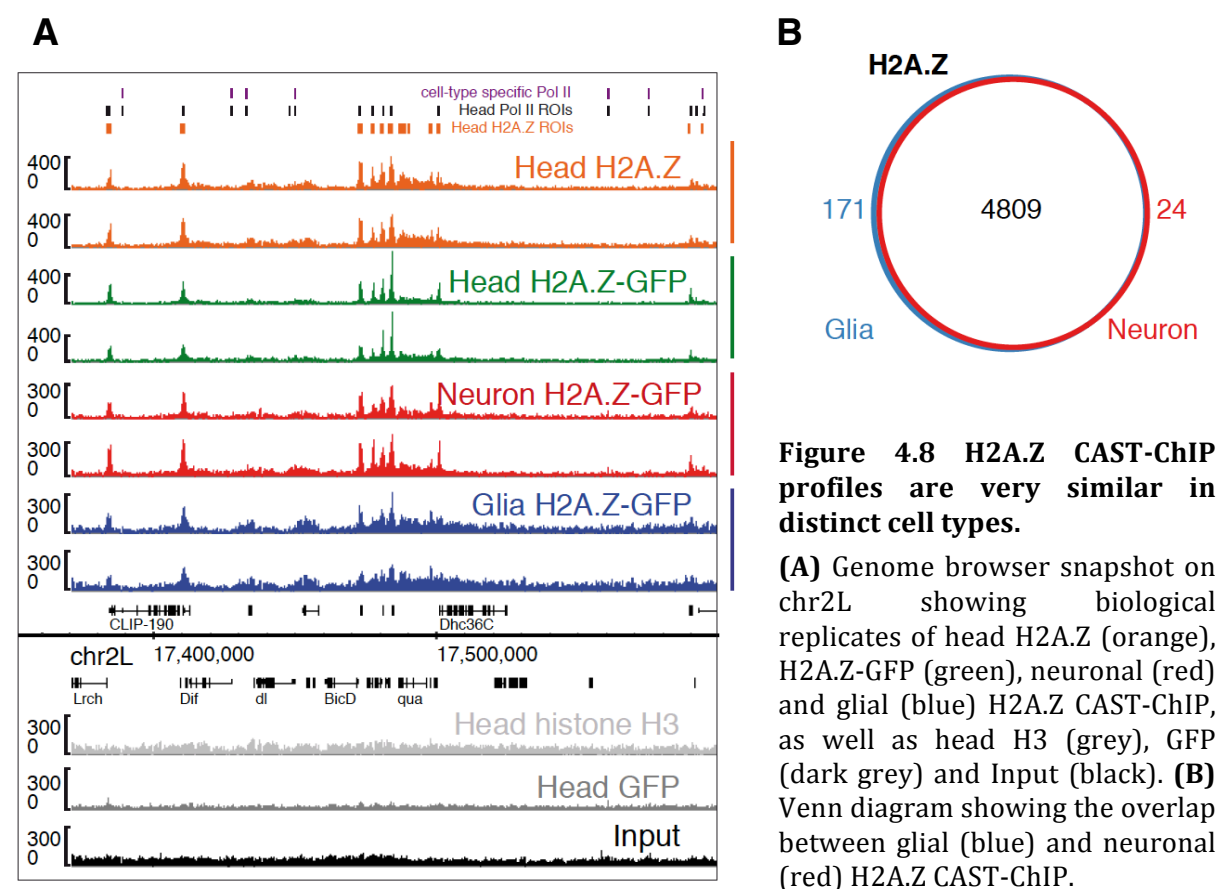 A
cell-type specific Pol II
Head Pol II ROIs
Head H2A.Z ROIs
400
0
Head H2A.Z
400
0
400
0
Head H2A.Z-GFP
400
0
300
0
Neuron H2A.Z-GFP
300
0
300
0
Glia H2A.Z-GFP
300
0
CLIP-190 Dhc36C
chr2L 17,400,000 17,500,000
Lrch Dif dl BicD qua
300
0
Head histone H3
300
0
Head GFP
300
0
Input
B
H2A.Z
171 4809 24
Glia Neuron
Figure 4.8 H2A.Z CAST-ChIP
profiles are very similar in
distinct cell types.
(A) Genome browser snapshot on
chr2L showing biological
replicates of head H2A.Z (orange),
H2A.Z-GFP (green), neuronal (red)
and glial (blue) H2A.Z CAST-ChIP,
as well as head H3 (grey), GFP
(dark grey) and Input (black). (B)
Venn diagram showing the overlap
between glial (blue) and neuronal
(red) H2A.Z CAST-ChIP.